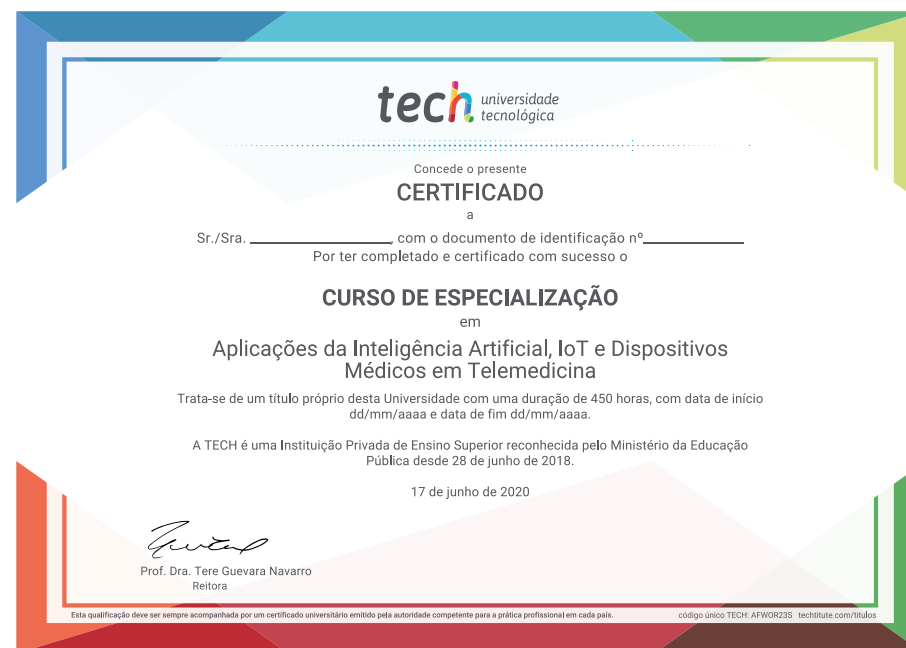 tech universidade
tecnológica
Concede o presente
CERTIFICADO
a
Sr./Sra. ____________________, com o documento de identificação nº______________
Por ter completado e certificado com sucesso o
CURSO DE ESPECIALIZAÇÃO
em
Aplicações da Inteligência Artificial, IoT e Dispositivos
Médicos em Telemedicina
Trata-se de um título próprio desta Universidade com uma duração de 450 horas, com data de início
dd/mm/aaaa e data de fim dd/mm/aaaa.
A TECH é uma Instituição Privada de Ensino Superior reconhecida pelo Ministério da Educação
Pública desde 28 de junho de 2018.
17 de junho de 2020
Prof. Dra. Tere Guevara Navarro
Reitora
Esta qualificação deve ser sempre acompanhada por um certificado universitário emitido pela autoridade competente para a prática profissional em cada país. código único TECH: AFWOR23S techtitute.com/títulos